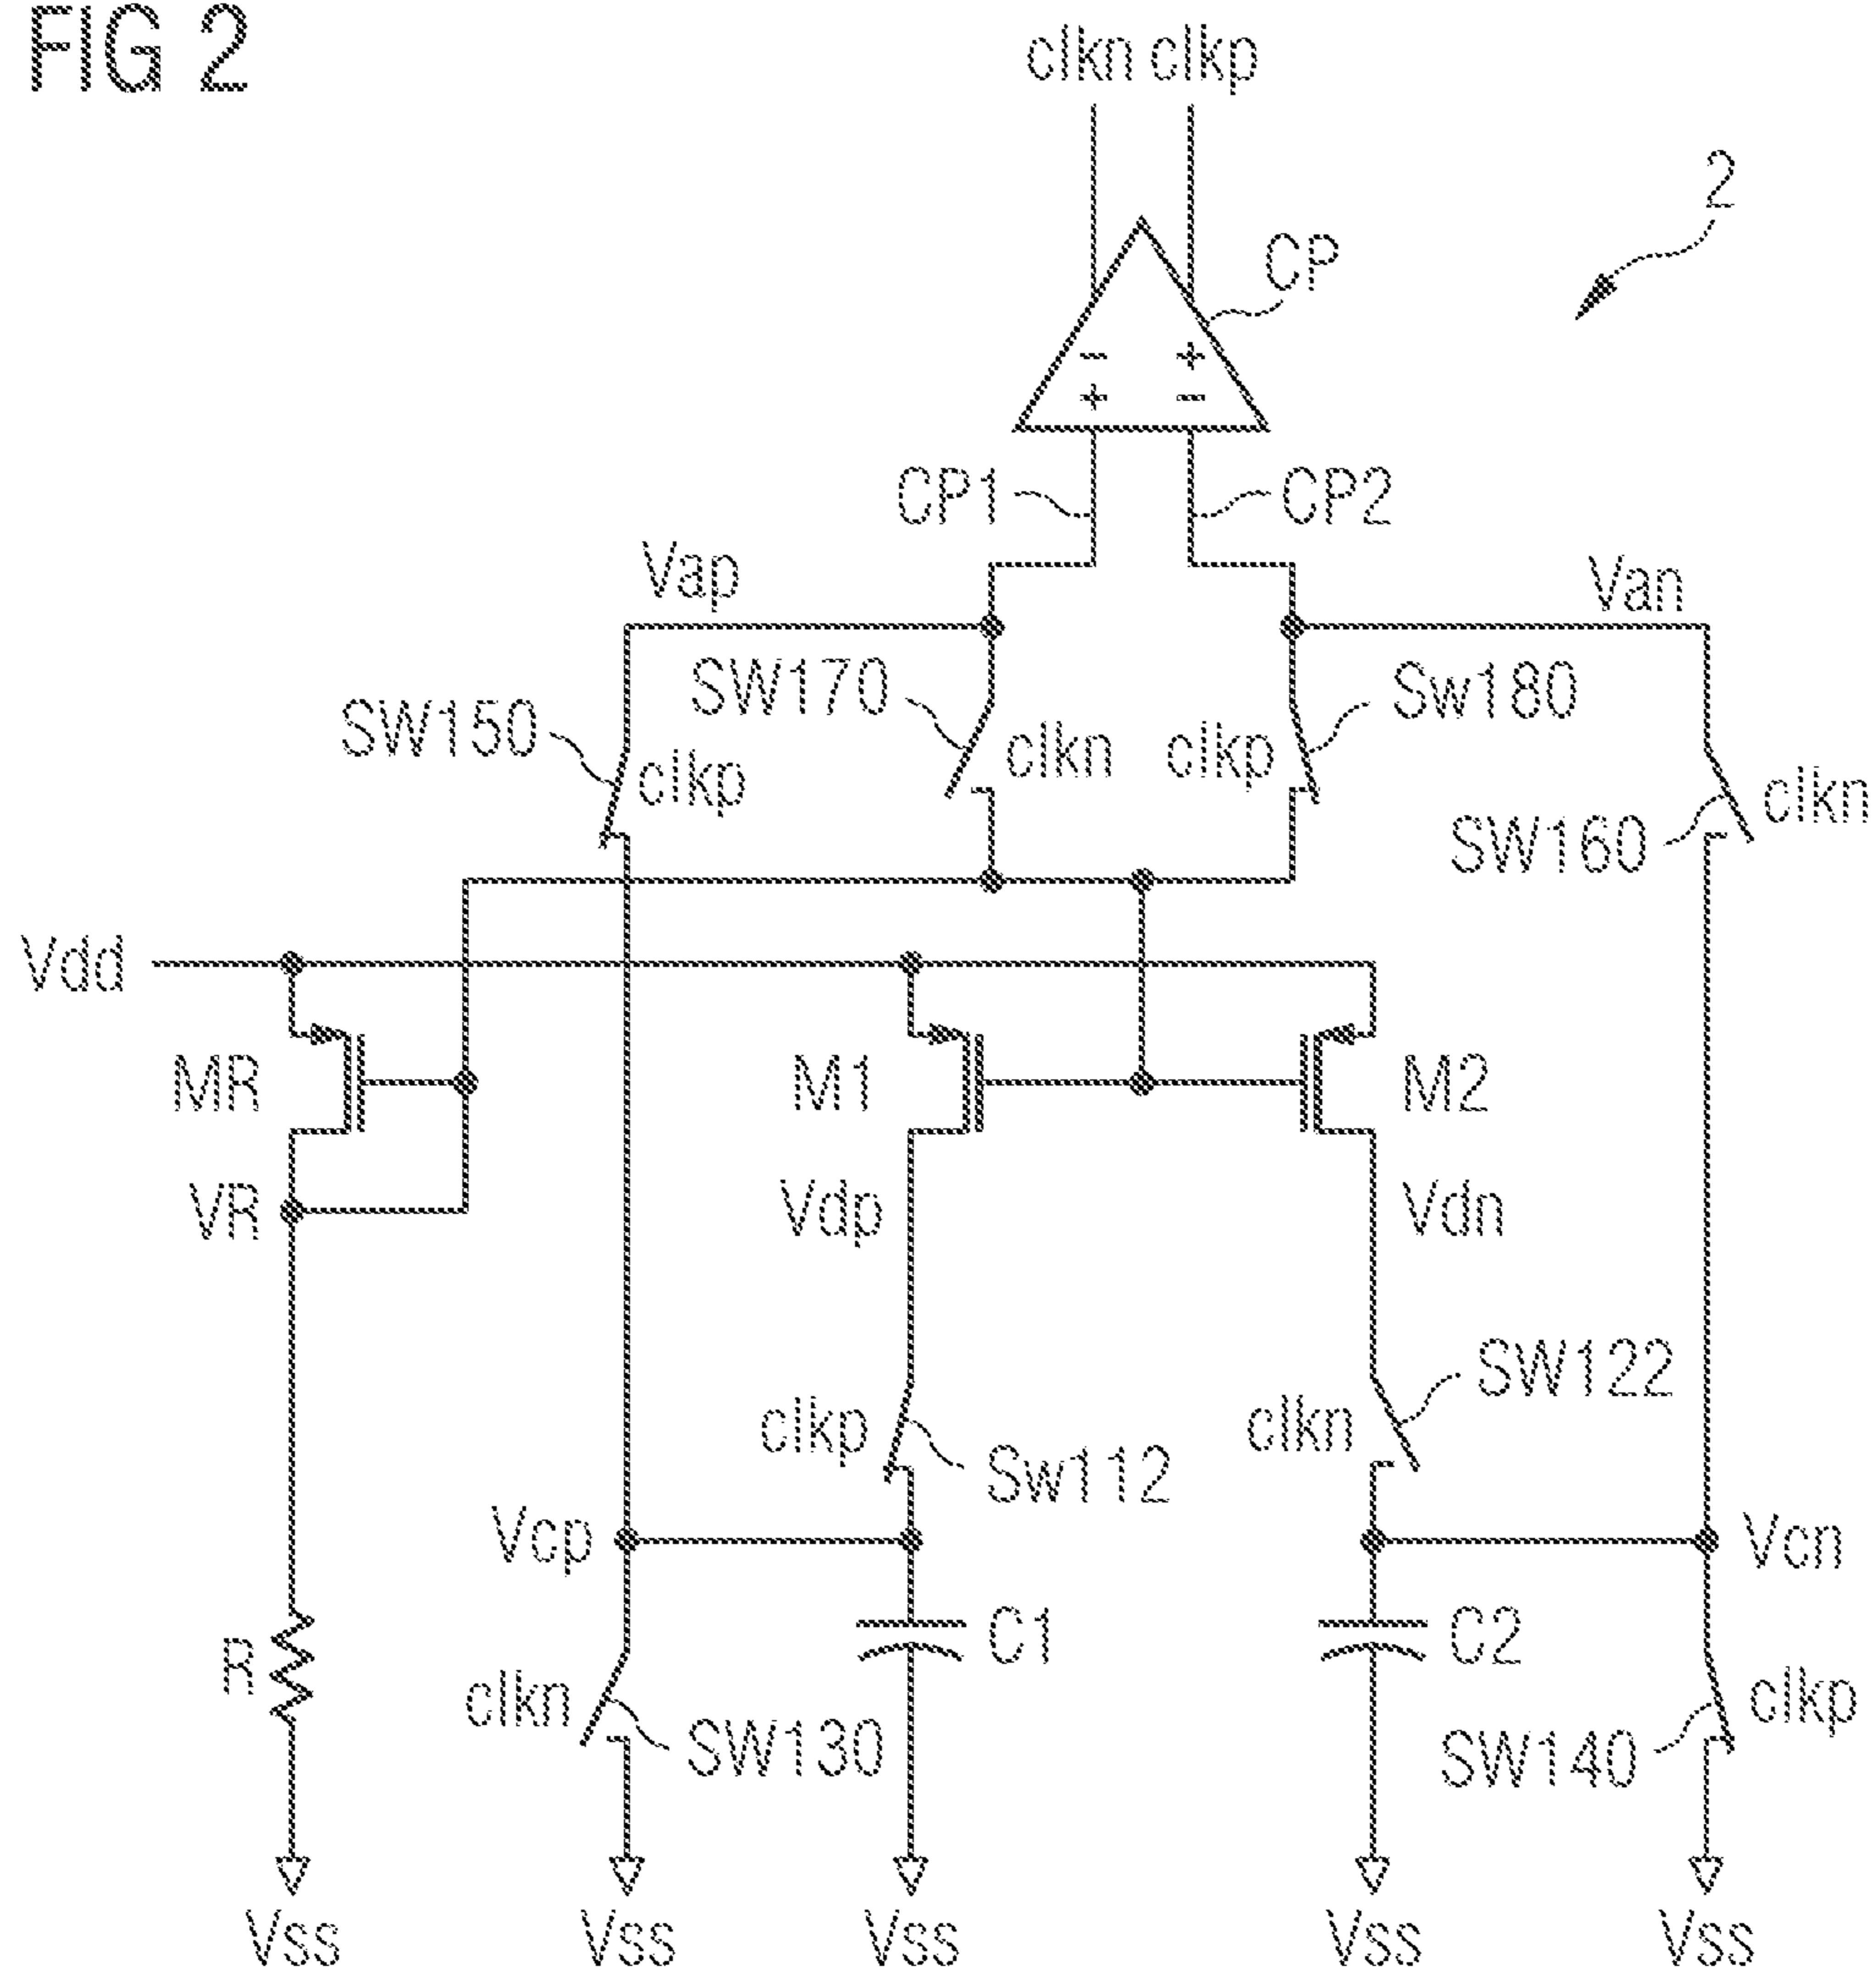 FIG 2
clkn clkp
2
CP
- +
+ -
CP1 CP2
Vap Van
SW170 Sw180
SW150 clkp clkn clkp clkn
SW160
Vdd
MR M1 M2
VR Vdp Vdn
SW122
clkp Sw112 clkn
Vcp Vcn
R C1 C2
clkn SW130 SW140 clkp
Vss Vss Vss Vss Vss